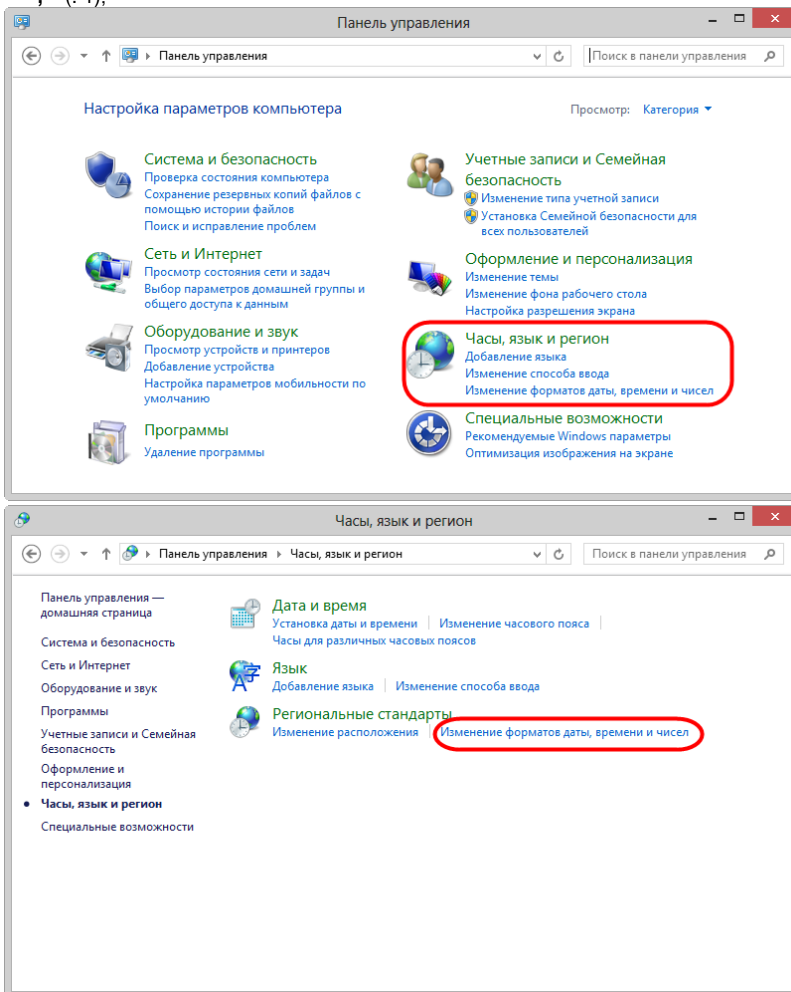 Панель управления
Панель управления
Поиск в панели управления
Настройка параметров компьютера
Просмотр: Категория
Система и безопасность
Проверка состояния компьютера
Сохранение резервных копий файлов с
помощью истории файлов
Поиск и исправление проблем
Сеть и Интернет
Просмотр состояния сети и задач
Выбор параметров домашней группы и
общего доступа к данным
Оборудование и звук
Просмотр устройств и принтеров
Добавление устройства
Настройка параметров мобильности по
умолчанию
Программы
Удаление программы
Учетные записи и Семейная
безопасность
Изменение типа учетной записи
Установка Семейной безопасности для
всех пользователей
Оформление и персонализация
Изменение темы
Изменение фона рабочего стола
Настройка разрешения экрана
Часы, язык и регион
Добавление языка
Изменение способа ввода
Изменение форматов даты, времени и чисел
Специальные возможности
Рекомендуемые Windows параметры
Оптимизация изображения на экране
Часы, язык и регион
Панель управления Часы, язык и регион
Поиск в панели управления
Панель управления —
домашняя страница
Система и безопасность
Сеть и Интернет
Оборудование и звук
Программы
Учетные записи и Семейная
безопасность
Оформление и
персонализация
Часы, язык и регион
Специальные возможности
Дата и время
Установка даты и времени Изменение часового пояса
Часы для различных часовых поясов
Язык
Добавление языка Изменение способа ввода
Региональные стандарты
Изменение расположения Изменение форматов даты, времени и чисел